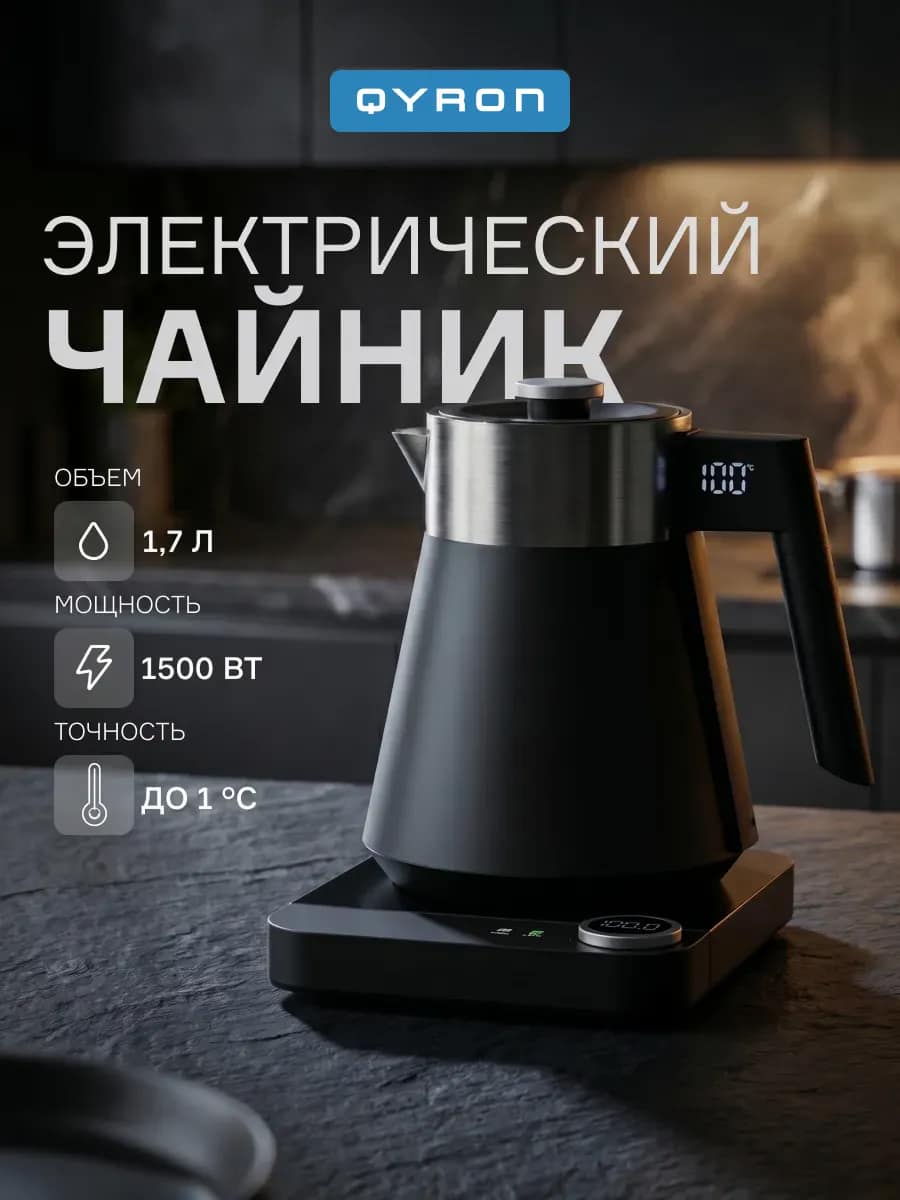 QYRON
ЭЛЕКТРИЧЕСКИЙ
ЧАЙНИК
100°C
ОБЪЕМ
1,7 Л
МОЩНОСТЬ
1500 ВТ
ТОЧНОСТЬ
ДО 1 °C
100.0